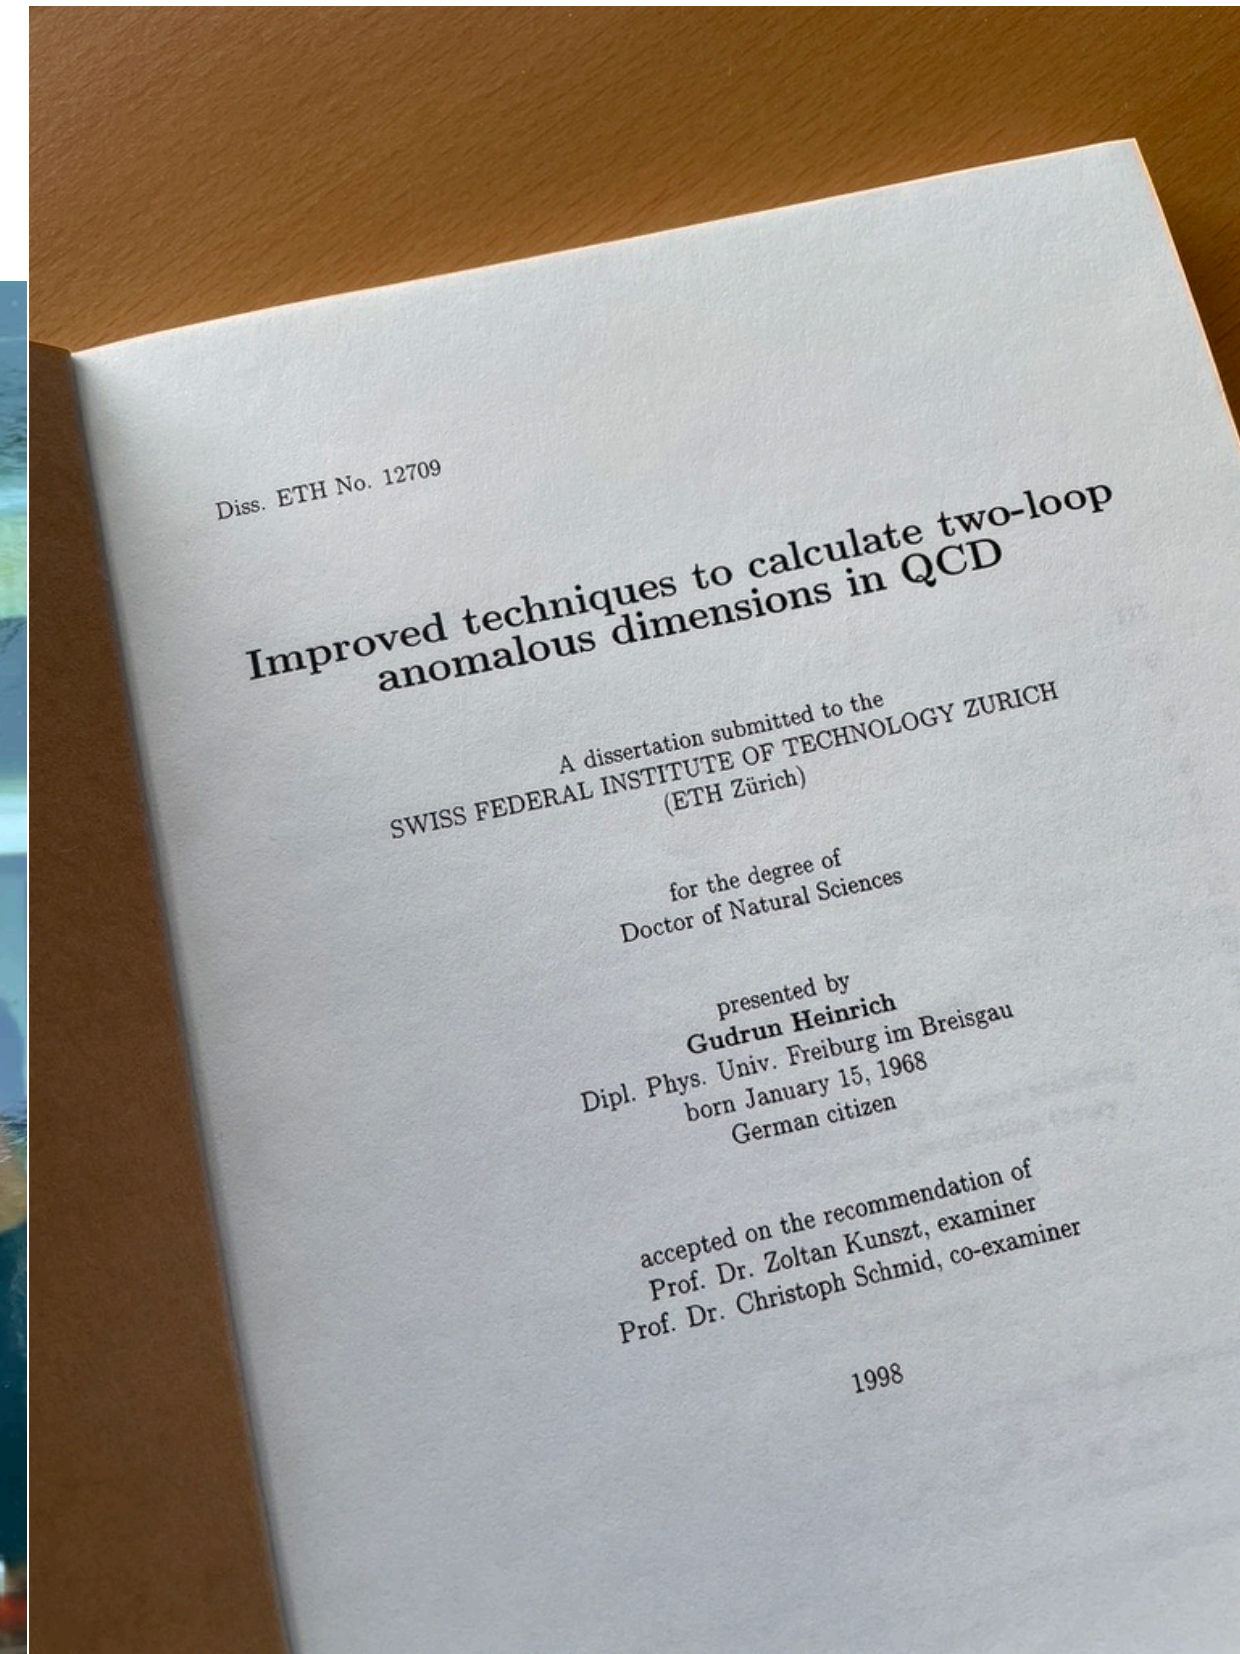 Diss. ETH No. 12709
Improved techniques to calculate two-loop
anomalous dimensions in QCD
A dissertation submitted to the
SWISS FEDERAL INSTITUTE OF TECHNOLOGY ZURICH
(ETH Zürich)
for the degree of
Doctor of Natural Sciences
presented by
Gudrun Heinrich
Dipl. Phys. Univ. Freiburg im Breisgau
born January 15, 1968
German citizen
accepted on the recommendation of
Prof. Dr. Zoltan Kunszt, examiner
Prof. Dr. Christoph Schmid, co-examiner
1998